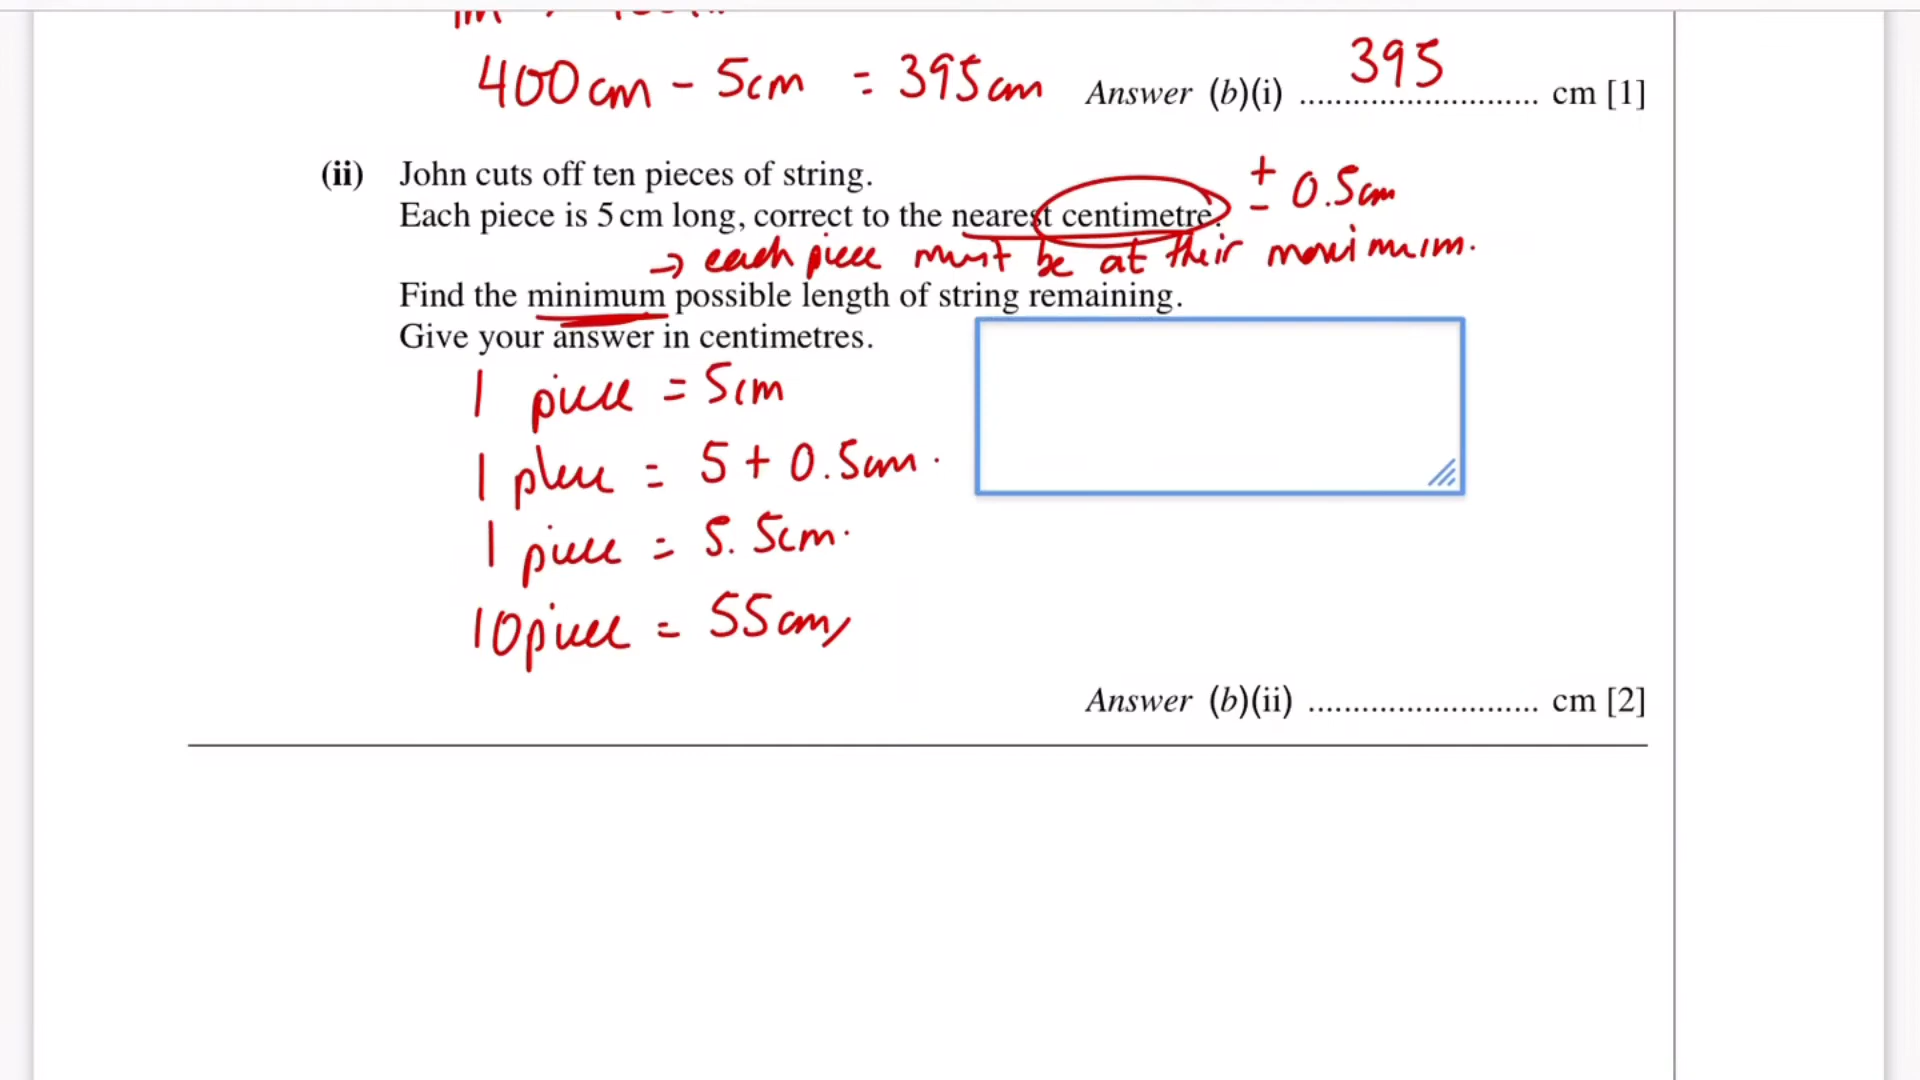 400cm - 5cm = 395cm Answer (b)(i) 395 .......................... cm [1]
(ii) John cuts off ten pieces of string.
Each piece is 5 cm long, correct to the nearest centimetre. ± 0.5cm
→ each piece must be at their maximum.
Find the minimum possible length of string remaining.
Give your answer in centimetres.
1 piece = 5cm
1 piece = 5 + 0.5cm.
1 piece = 5.5cm.
10 piece = 55cm
Answer (b)(ii) .......................... cm [2]